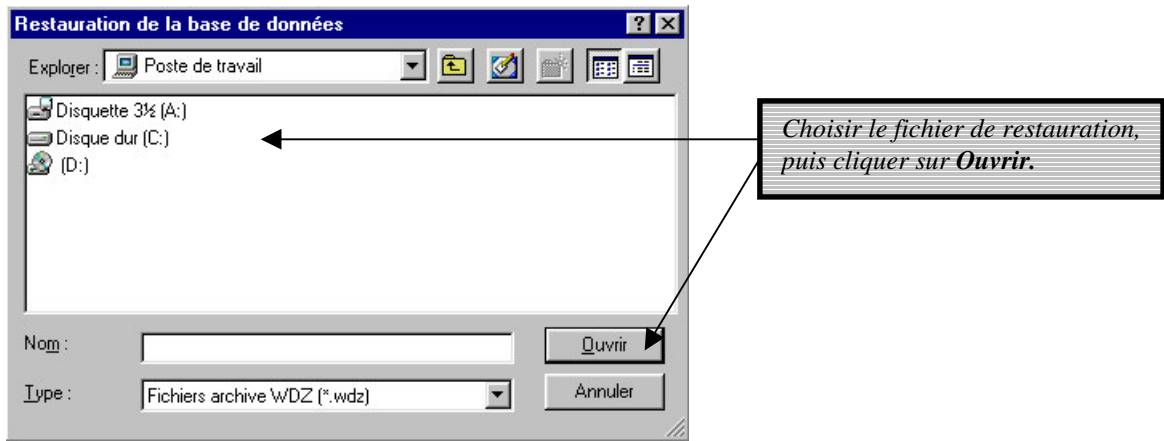 Restauration de la base de données
Explorer : Poste de travail
Disquette 3½ (A:)
Disque dur (C:)
(D:)
Choisir le fichier de restauration,
puis cliquer sur Ouvrir.
Nom :
Ouvrir
Type : Fichiers archive WDZ (*.wdz)
Annuler